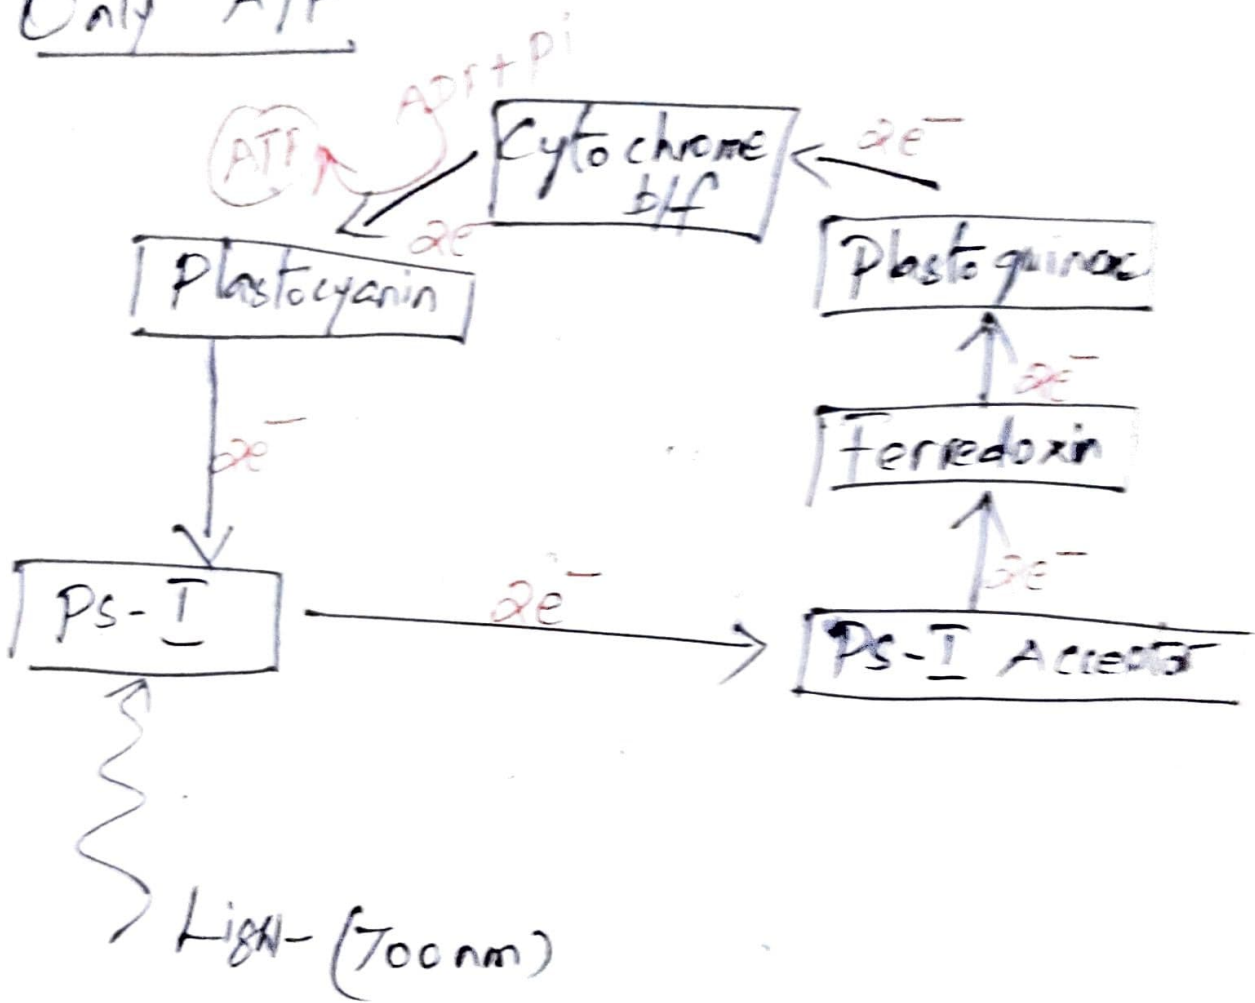 Only ATP
ADP + Pi
ATP
Cytochrome
b/f
2e⁻
2e⁻
Plastocyanin
Plastoquinone
2e⁻
2e⁻
Ferredoxin
2e⁻
PS-I
2e⁻
PS-I Acceptor
Light-(700nm)